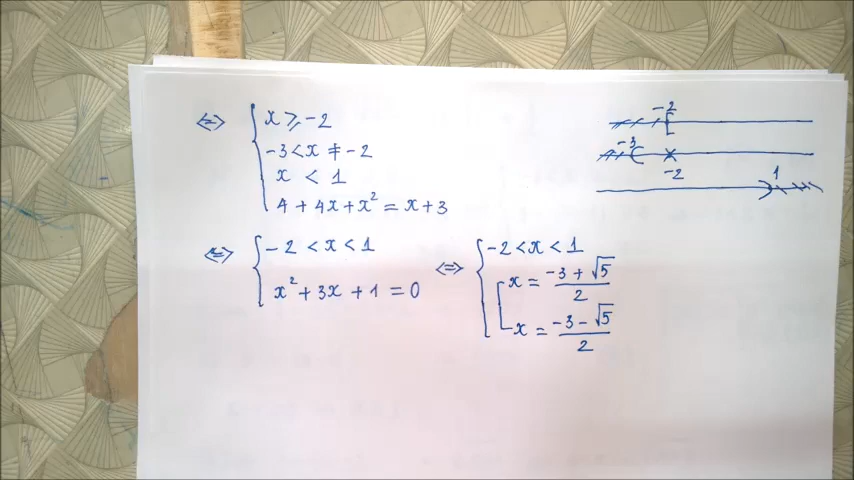 ⇔ { x ≥ -2
-3 < x ≠ -2
x < 1
4 + 4x + x² = x + 3
-2
-3
-2
1
⇔ { -2 < x < 1
x² + 3x + 1 = 0
⇔ { -2 < x < 1
[ x = (-3 + √5)/2
x = (-3 - √5)/2